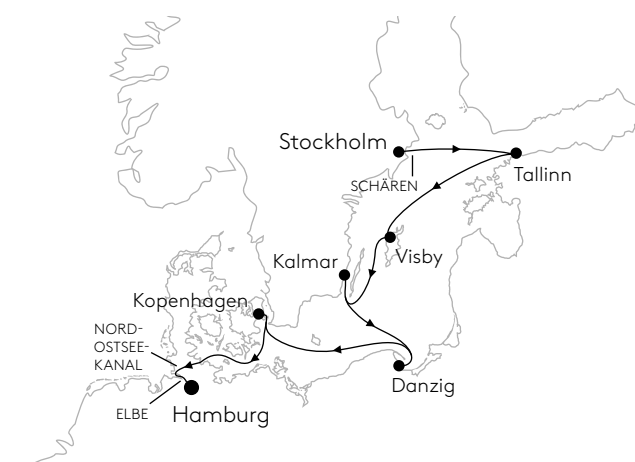 Stockholm
SCHÄREN
Tallinn
Visby
Kalmar
Kopenhagen
NORD-
OSTSEE-
KANAL
Danzig
ELBE
Hamburg